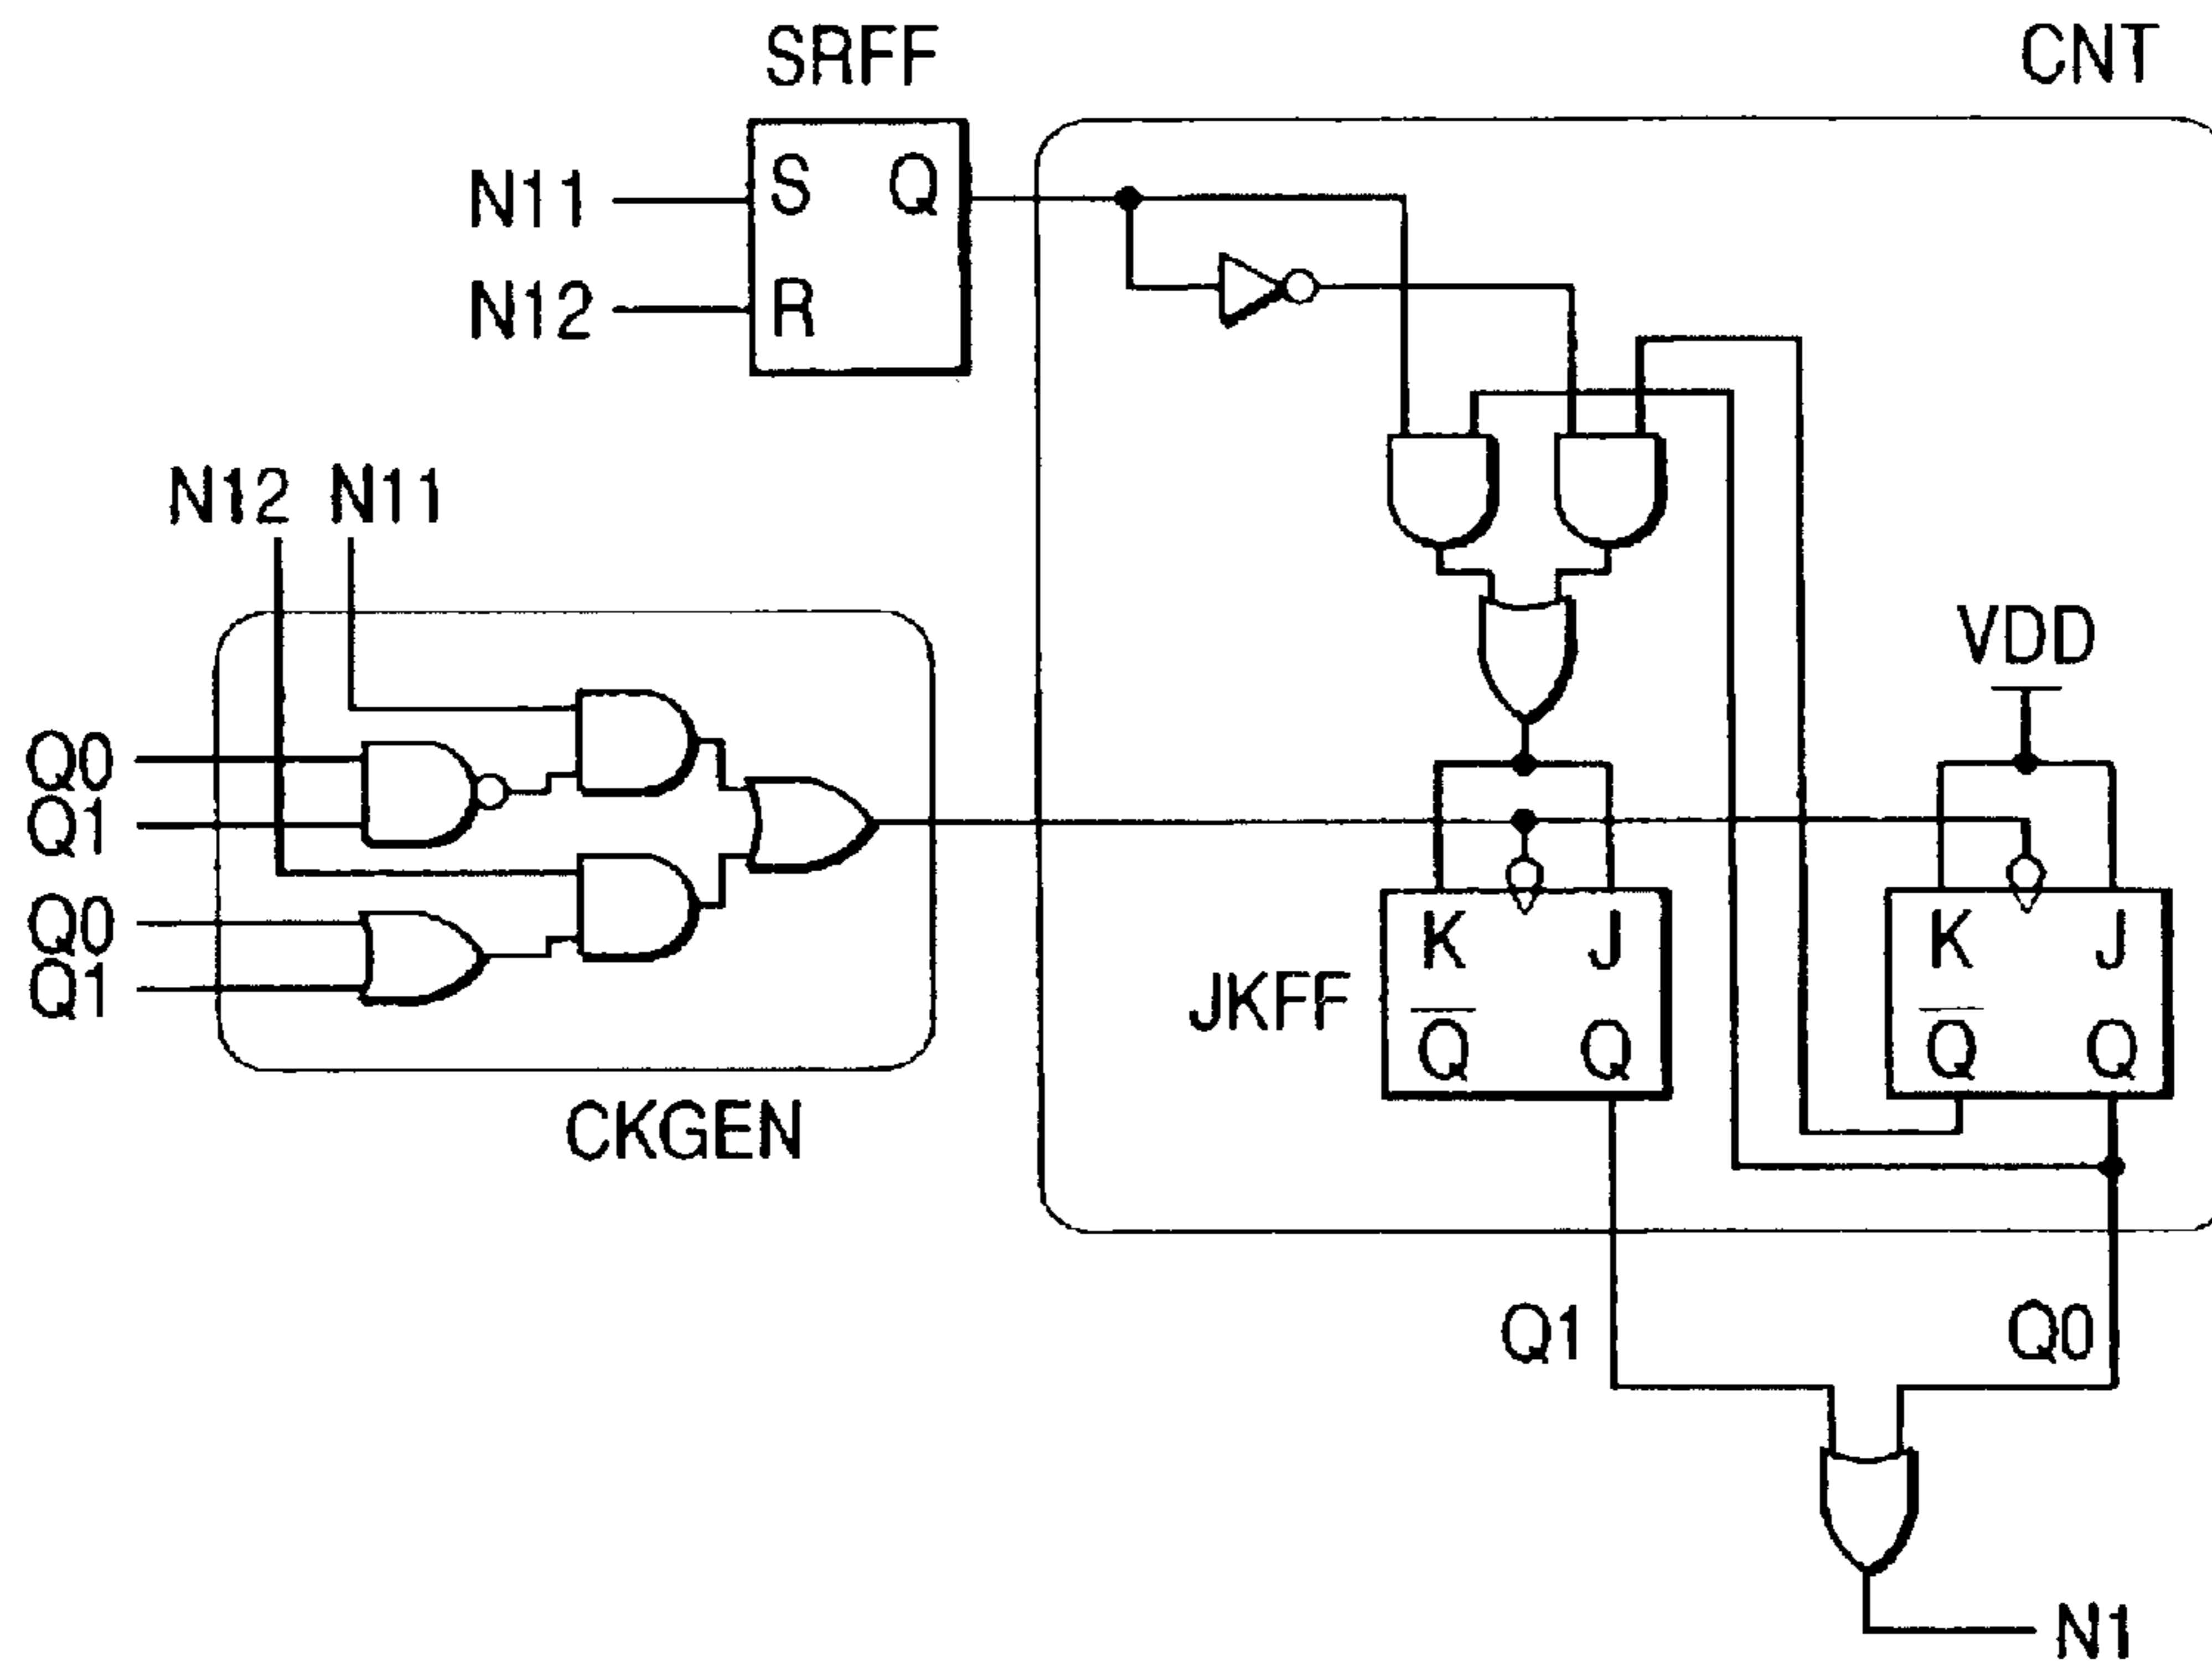 SRFF
CNT
S Q
N11
N12
R
N12 N11
VDD
Q0
Q1
Q0
Q1
K J
K J
JKFF
Q Q
Q Q
CKGEN
Q1
Q0
N1